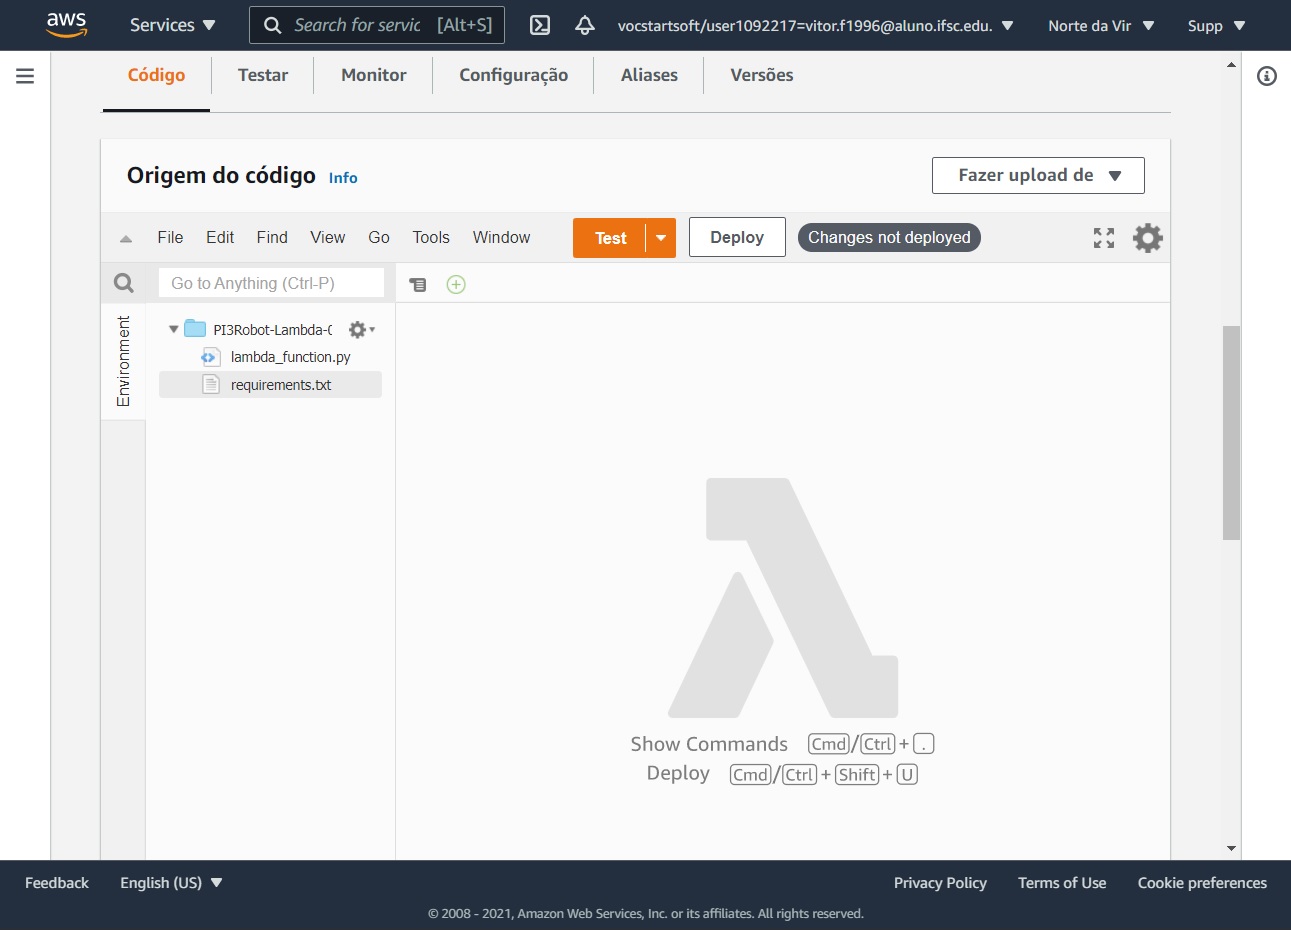 aws
Services
Search for servic [Alt+S]
vocstartsoft/user1092217=vitor.f1996@aluno.ifsc.edu.
Norte da Vir
Supp
Código
Testar
Monitor
Configuração
Aliases
Versões
Origem do código Info
Fazer upload de
File Edit Find View Go Tools Window
Test
Deploy
Changes not deployed
Go to Anything (Ctrl-P)
Environment
PI3Robot-Lambda-
lambda_function.py
requirements.txt
Show Commands Cmd/Ctrl + .
Deploy Cmd/Ctrl + Shift + U
Feedback
English (US)
Privacy Policy
Terms of Use
Cookie preferences
© 2008 - 2021, Amazon Web Services, Inc. or its affiliates. All rights reserved.